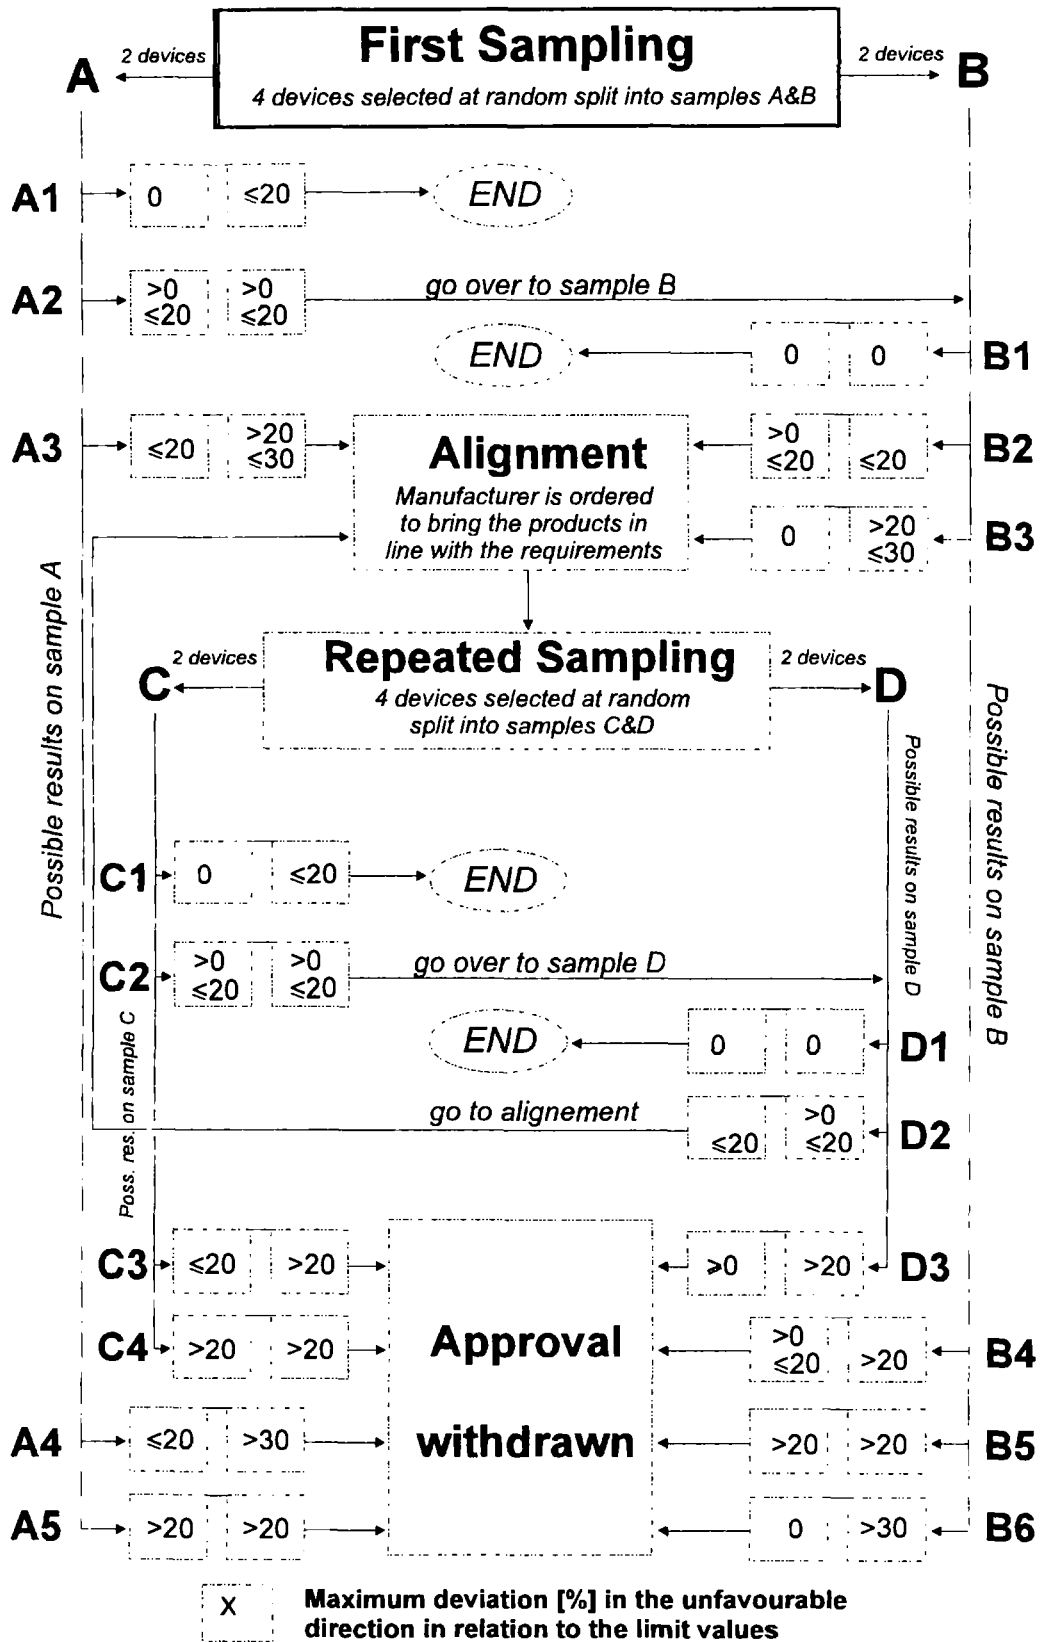 First Sampling
4 devices selected at random split into samples A&B
A 2 devices
2 devices B
A1 0 ≤20 END
A2 >0 ≤20 >0 ≤20 go over to sample B
END 0 0 B1
A3 ≤20 >20 ≤30
Alignment
Manufacturer is ordered
to bring the products in
line with the requirements
>0 ≤20 ≤20 B2
0 >20 ≤30 B3
Possible results on sample A
Possible results on sample B
Repeated Sampling
4 devices selected at random
split into samples C&D
C 2 devices
2 devices D
Poss. res. on sample C
Possible results on sample D
C1 0 ≤20 END
C2 >0 ≤20 >0 ≤20 go over to sample D
END 0 0 D1
go to alignement ≤20 >0 ≤20 D2
C3 ≤20 >20
≥0 >20 D3
C4 >20 >20
Approval
withdrawn
>0 ≤20 >20 B4
A4 ≤20 >30
>20 >20 B5
A5 >20 >20
0 >30 B6
X Maximum deviation [%] in the unfavourable
direction in relation to the limit values